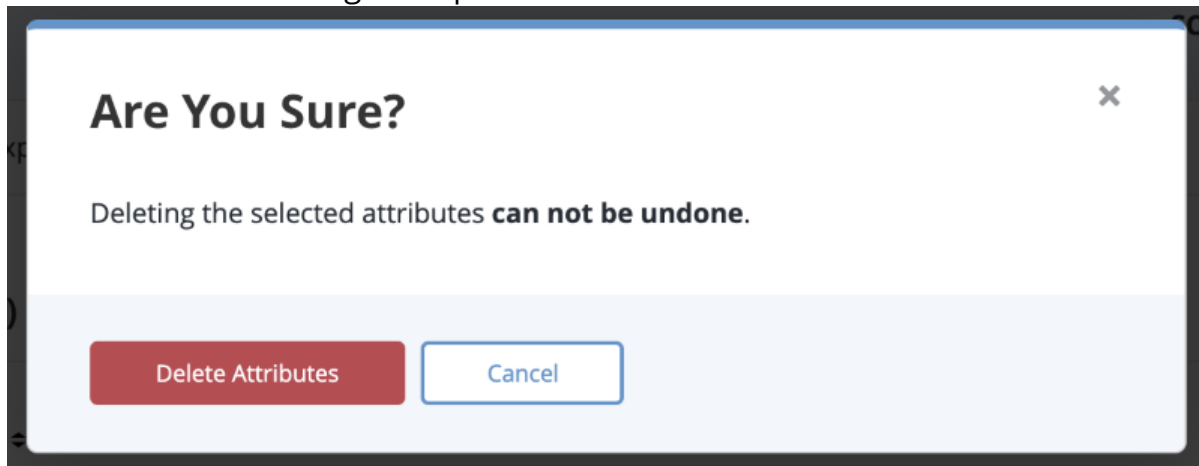 Are You Sure?
×
Deleting the selected attributes can not be undone.
Delete Attributes
Cancel